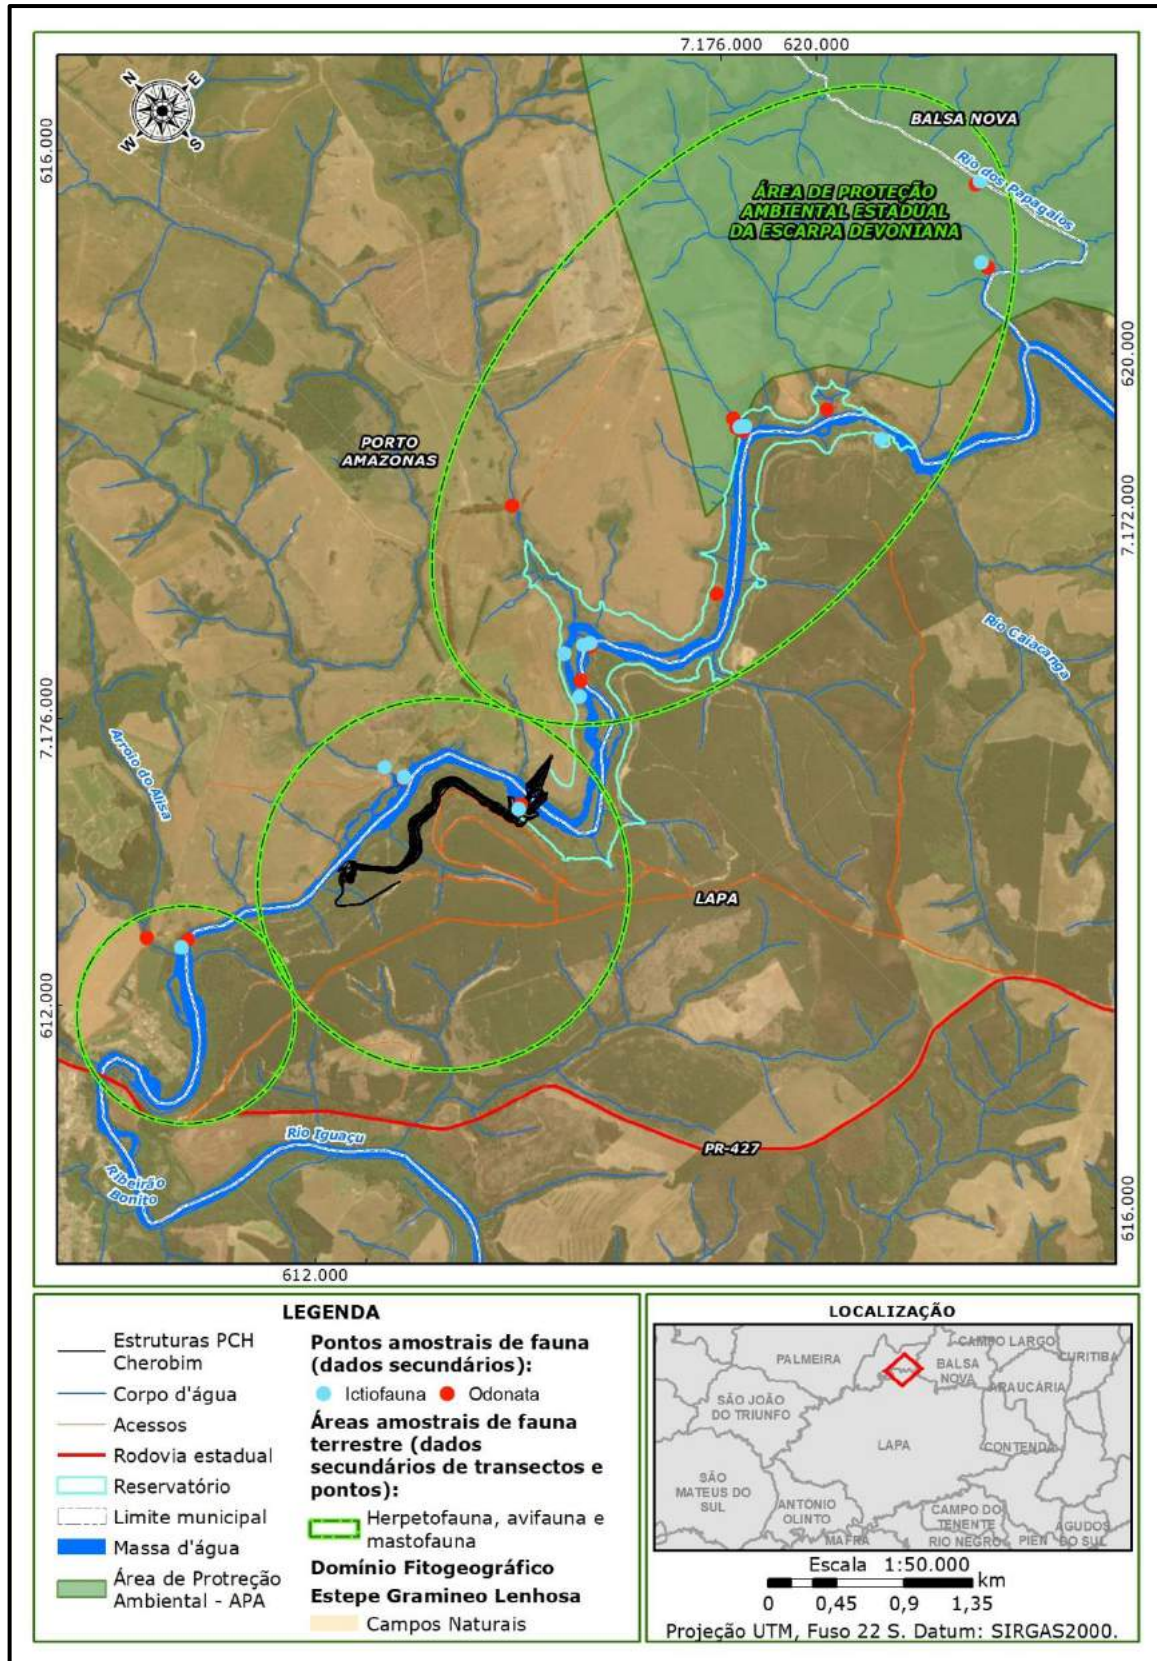 7.176.000 620.000
N
E
W
S
616.000
BALSA NOVA
Rio dos Papagaios
ÁREA DE PROTEÇÃO
AMBIENTAL ESTADUAL
DA ESCARPA DEVONIANA
620.000
PORTO
AMAZONAS
7.172.000
Rio Caiacanga
7.176.000
Arroio do Alisa
LAPA
612.000
Rio Iguaçu
PR-427
Ribeirão
Bonito
616.000
612.000
LEGENDA
Estruturas PCH
Cherobim
Corpo d'água
Acessos
Rodovia estadual
Reservatório
Limite municipal
Massa d'água
Área de Protreção
Ambiental - APA
Pontos amostrais de fauna
(dados secundários):
Ictiofauna Odonata
Áreas amostrais de fauna
terrestre (dados
secundários de transectos e
pontos):
Herpetofauna, avifauna e
mastofauna
Domínio Fitogeográfico
Estepe Gramineo Lenhosa
Campos Naturais
LOCALIZAÇÃO
CAMPO LARGO
PALMEIRA
BALSA
NOVA
CURITIBA
ARAUCÁRIA
SÃO JOÃO
DO TRIUNFO
LAPA
CONTENDA
SÃO
MATEUS DO
SUL
ANTONIO
OLINTO
CAMPO DO
TENENTE
RIO NEGRO
MAFRA
PIEN
AGUDOS
DO SUL
Escala 1:50.000
km
0 0,45 0,9 1,35
Projeção UTM, Fuso 22 S. Datum: SIRGAS2000.